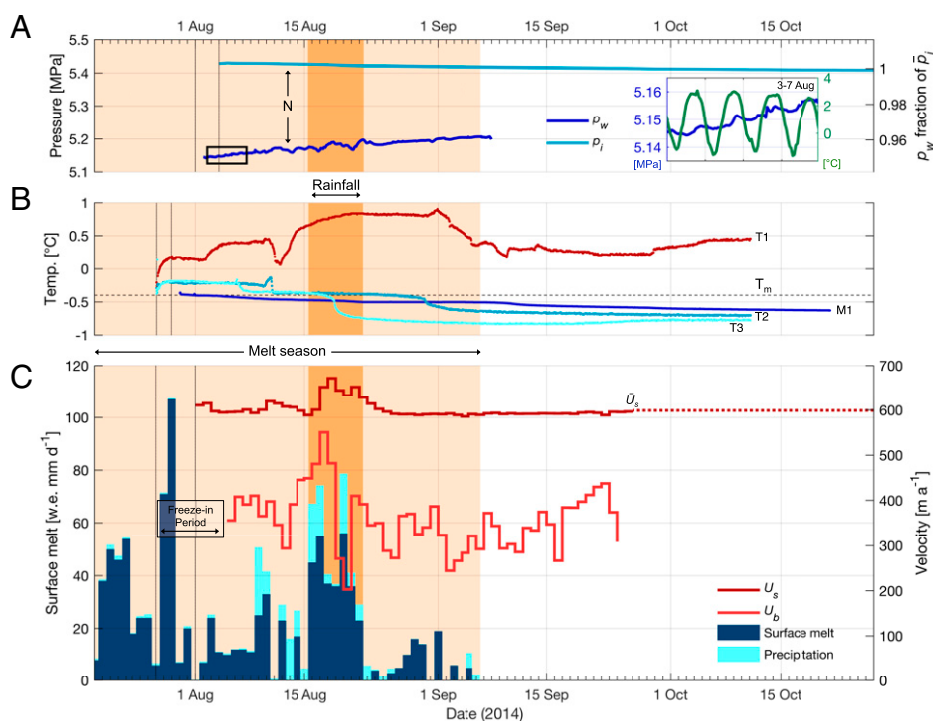 A
1 Aug 15 Aug 1 Sep 15 Sep 1 Oct 15 Oct
Pressure [MPa]
5.5
5.4
5.3
5.2
5.1
N
p_w
p_i
5.16
5.15
5.14
[MPa]
3-7 Aug
4
2
0
[°C]
1
0.98
0.96
p_w fraction of p̄_i
Rainfall
B
Temp. [°C]
1
0.5
0
-0.5
-1
T1
T_m
M1
T2
T3
Melt season
C
Surface melt [w.e. mm d⁻¹]
120
100
80
60
40
20
0
Freeze-in
Period
Ū_s
U_s
U_b
Surface melt
Preciptation
700
600
500
400
300
200
100
0
Velocity [m a⁻¹]
1 Aug 15 Aug 1 Sep 15 Sep 1 Oct 15 Oct
Date (2014)